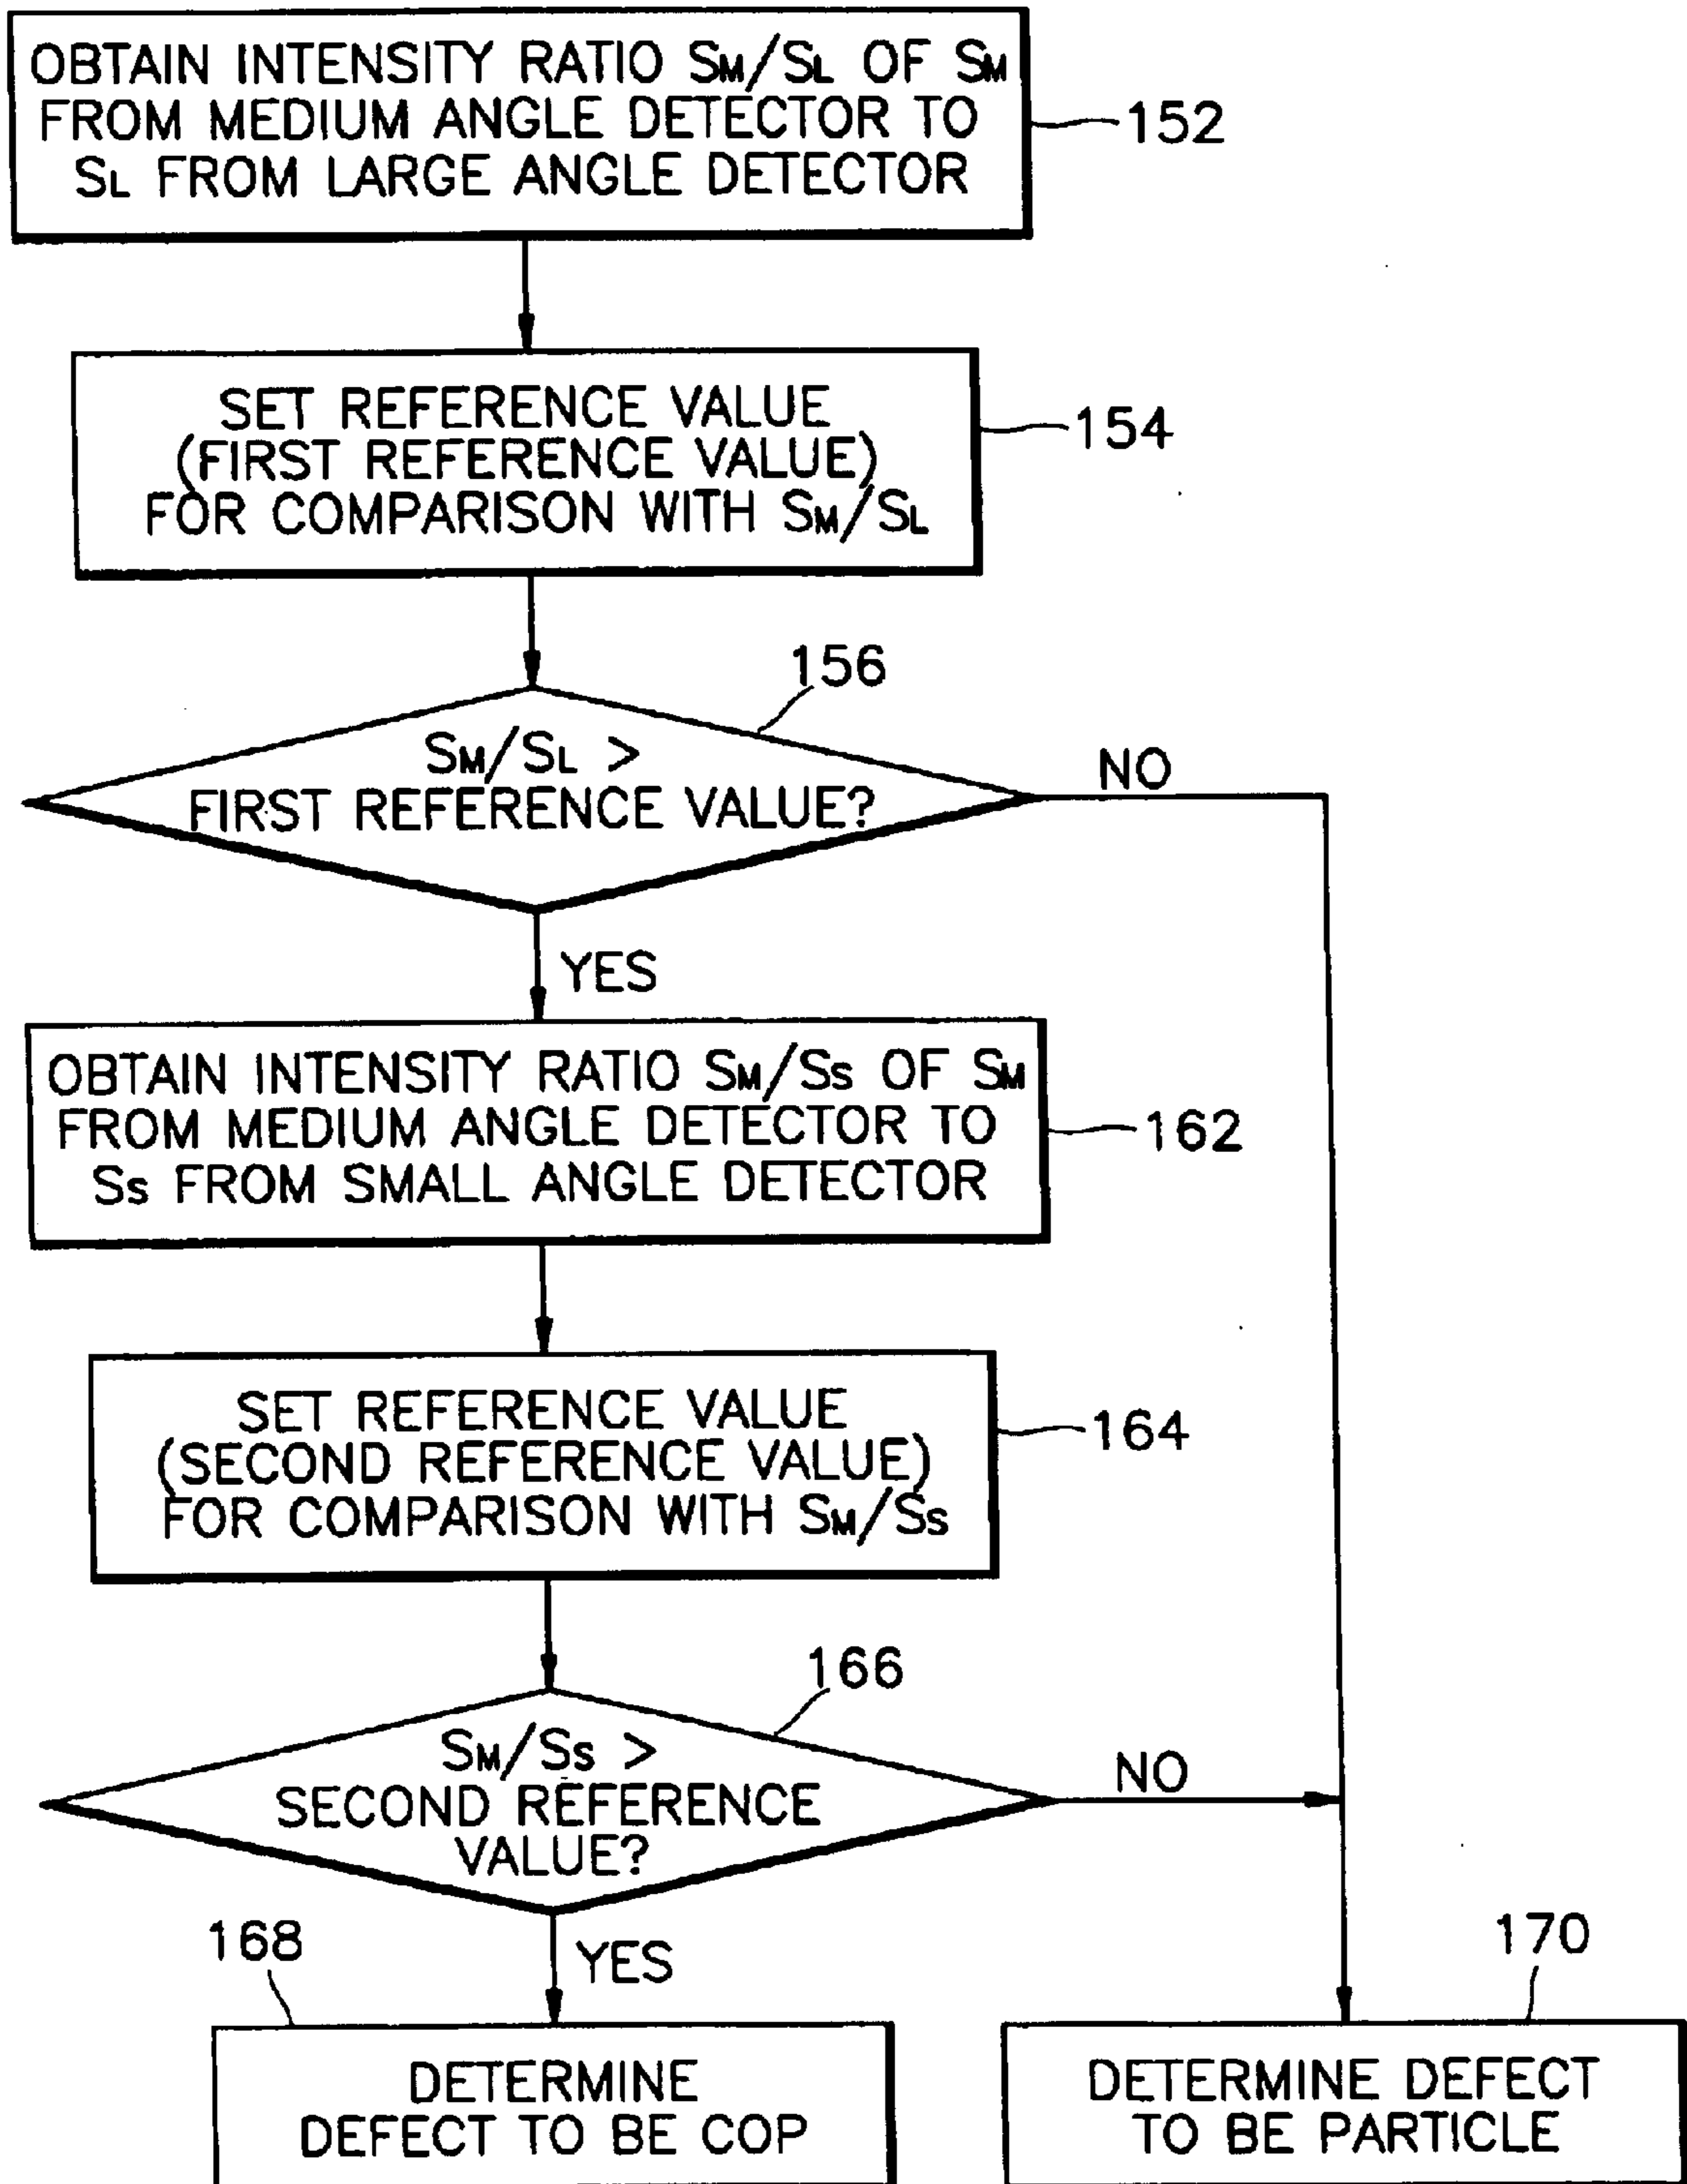 OBTAIN INTENSITY RATIO SM/SL OF SM
FROM MEDIUM ANGLE DETECTOR TO
SL FROM LARGE ANGLE DETECTOR
152
SET REFERENCE VALUE
(FIRST REFERENCE VALUE)
FOR COMPARISON WITH SM/SL
154
156
SM/SL >
FIRST REFERENCE VALUE?
NO
YES
OBTAIN INTENSITY RATIO SM/SS OF SM
FROM MEDIUM ANGLE DETECTOR TO
SS FROM SMALL ANGLE DETECTOR
162
SET REFERENCE VALUE
(SECOND REFERENCE VALUE)
FOR COMPARISON WITH SM/SS
164
166
SM/SS >
SECOND REFERENCE
VALUE?
NO
YES
168
DETERMINE
DEFECT TO BE COP
170
DETERMINE DEFECT
TO BE PARTICLE